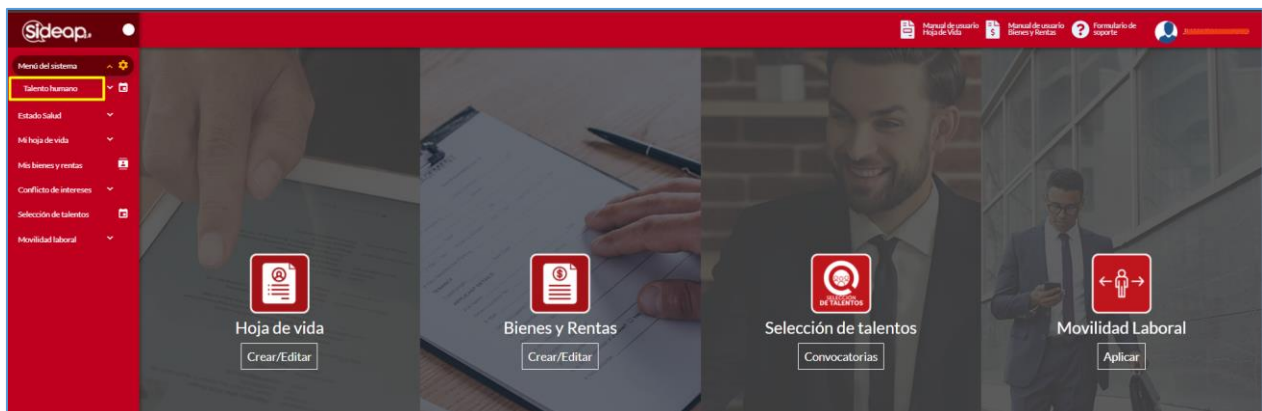 Sideap
Manual de usuario
Hoja de Vida
Manual de usuario
Bienes y Rentas
Formulario de
soporte
Menú del sistema
Talento humano
Estado Salud
Mi hoja de vida
Mis bienes y rentas
Conflicto de intereses
Selección de talentos
Movilidad laboral
Hoja de vida
Crear/Editar
Bienes y Rentas
Crear/Editar
SELECCIÓN
DE TALENTOS
Selección de talentos
Convocatorias
Movilidad Laboral
Aplicar